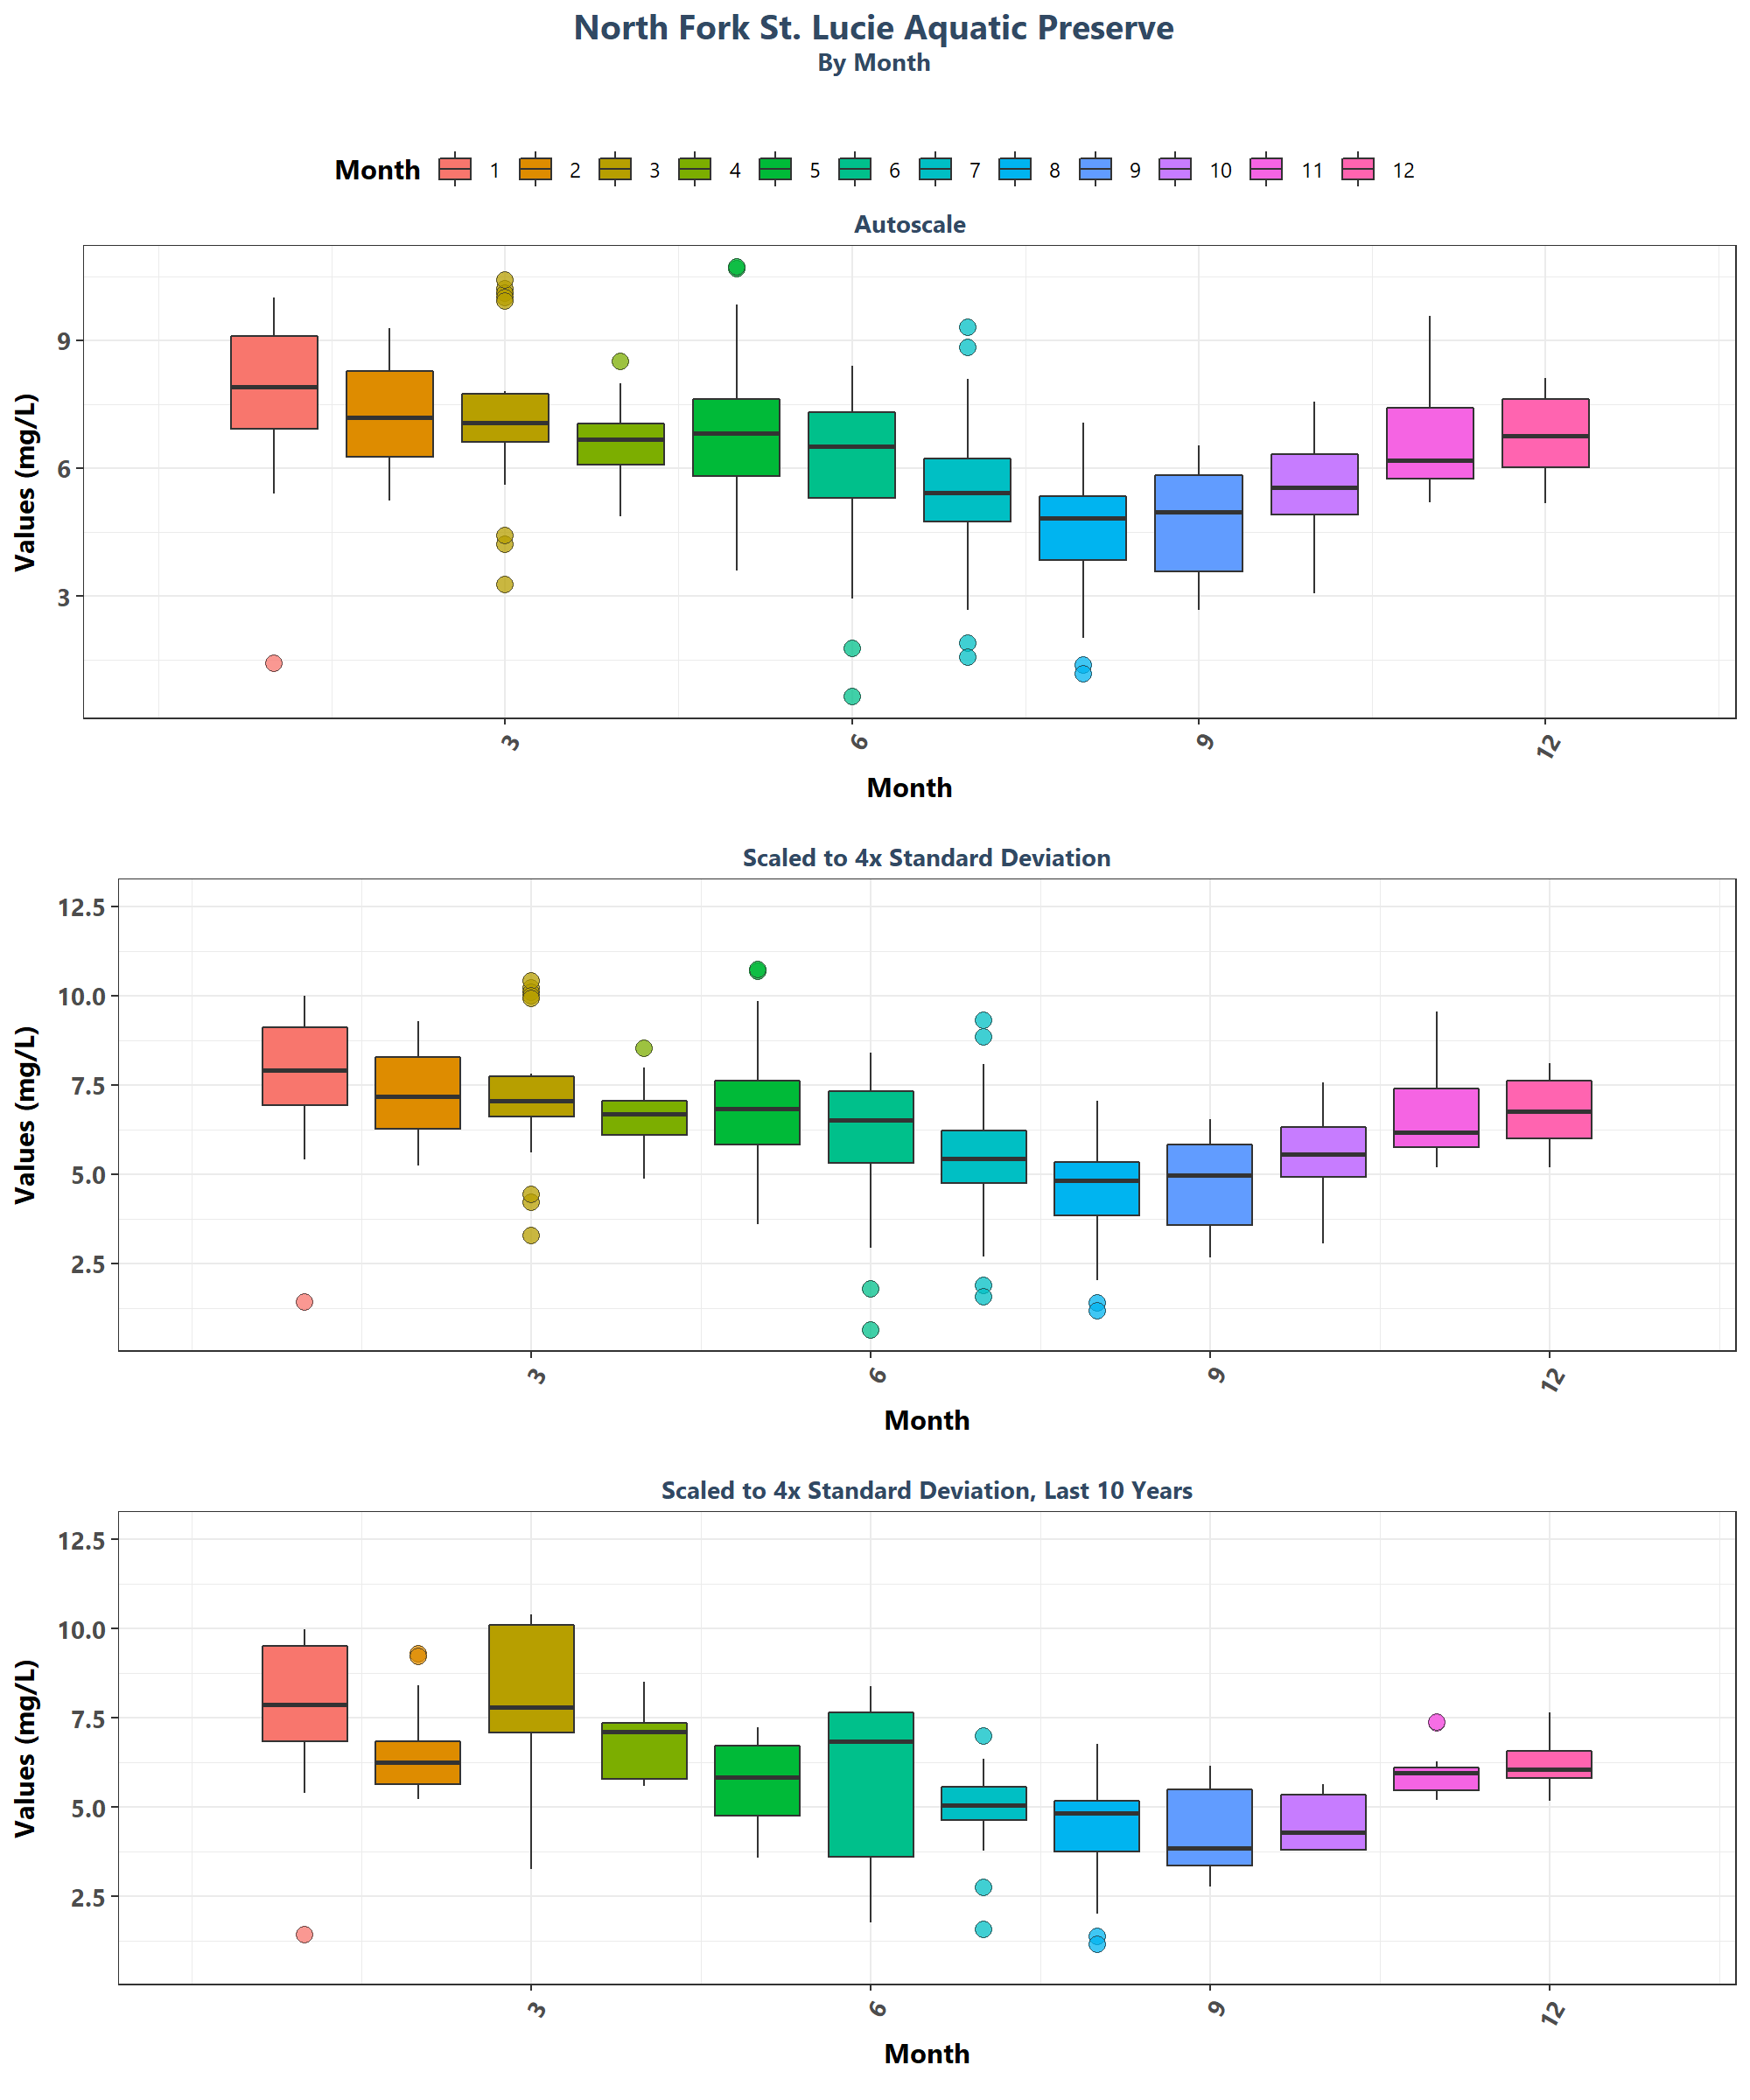 North Fork St. Lucie Aquatic Preserve
By Month
Month 1 2 3 4 5 6 7 8 9 10 11 12
Autoscale
Values (mg/L)
9
6
3
3 6 9 12
Month
Scaled to 4x Standard Deviation
Values (mg/L)
12.5
10.0
7.5
5.0
2.5
3 6 9 12
Month
Scaled to 4x Standard Deviation, Last 10 Years
Values (mg/L)
12.5
10.0
7.5
5.0
2.5
3 6 9 12
Month